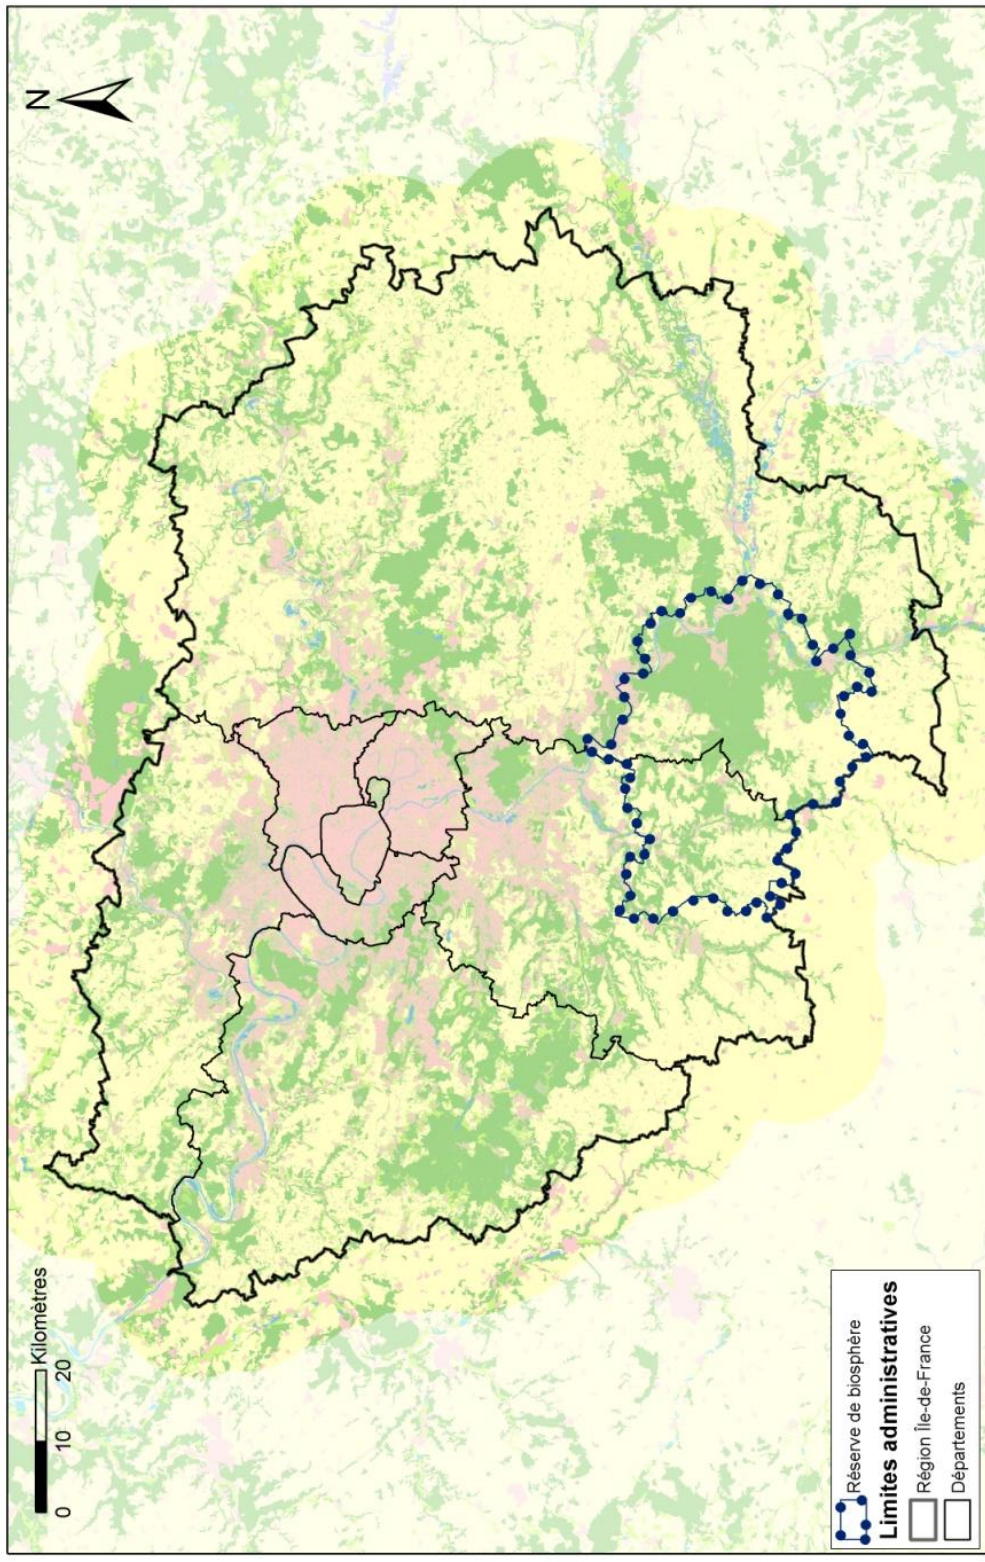 N
Kilomètres
0 10 20
Réserve de biosphère
Limites administratives
Région Île-de-France
Départements